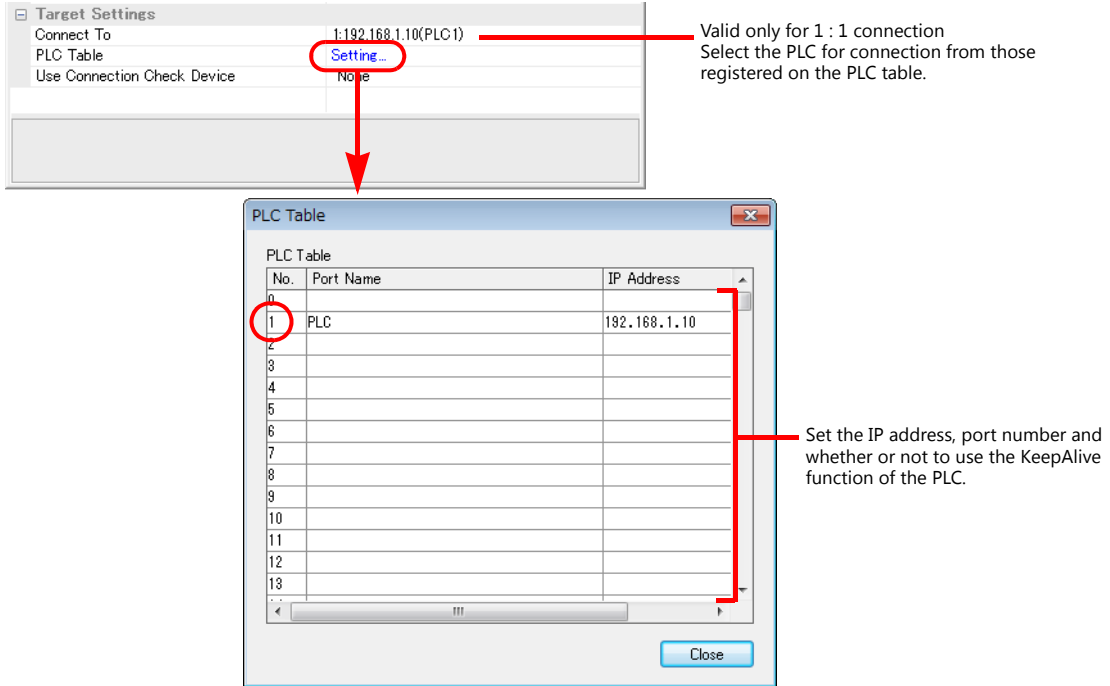 Target Settings
Connect To 1:192.168.1.10(PLC1)
PLC Table Setting...
Use Connection Check Device None
Valid only for 1 : 1 connection
Select the PLC for connection from those
registered on the PLC table.
PLC Table
PLC Table
No. Port Name IP Address
0
1 PLC 192.168.1.10
2
3
4
5
6
7
8
9
10
11
12
13
Set the IP address, port number and
whether or not to use the KeepAlive
function of the PLC.
Close